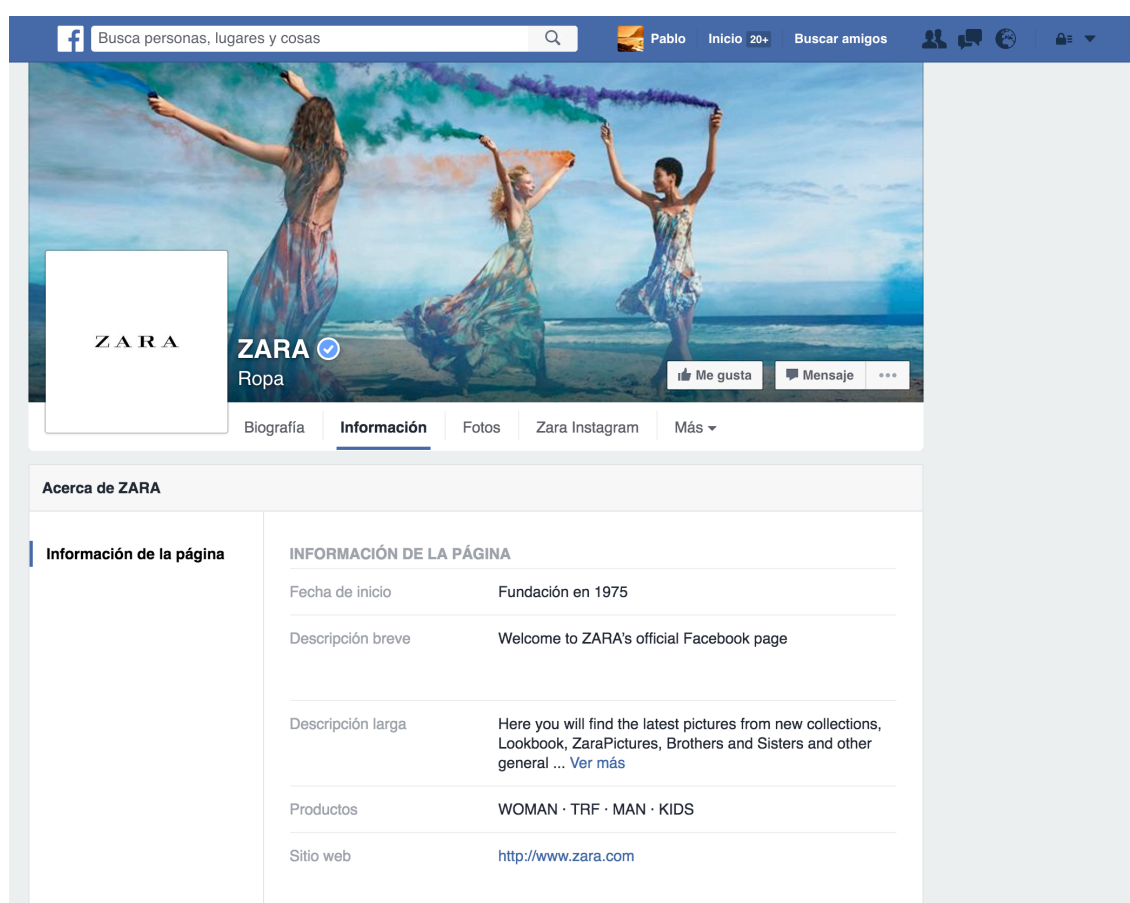 f
Busca personas, lugares y cosas
Pablo Inicio 20+ Buscar amigos
ZARA
ZARA
Ropa
Me gusta Mensaje
Biografía Información Fotos Zara Instagram Más
Acerca de ZARA
Información de la página
INFORMACIÓN DE LA PÁGINA
Fecha de inicio Fundación en 1975
Descripción breve Welcome to ZARA's official Facebook page
Descripción larga Here you will find the latest pictures from new collections,
Lookbook, ZaraPictures, Brothers and Sisters and other
general ... Ver más
Productos WOMAN · TRF · MAN · KIDS
Sitio web http://www.zara.com